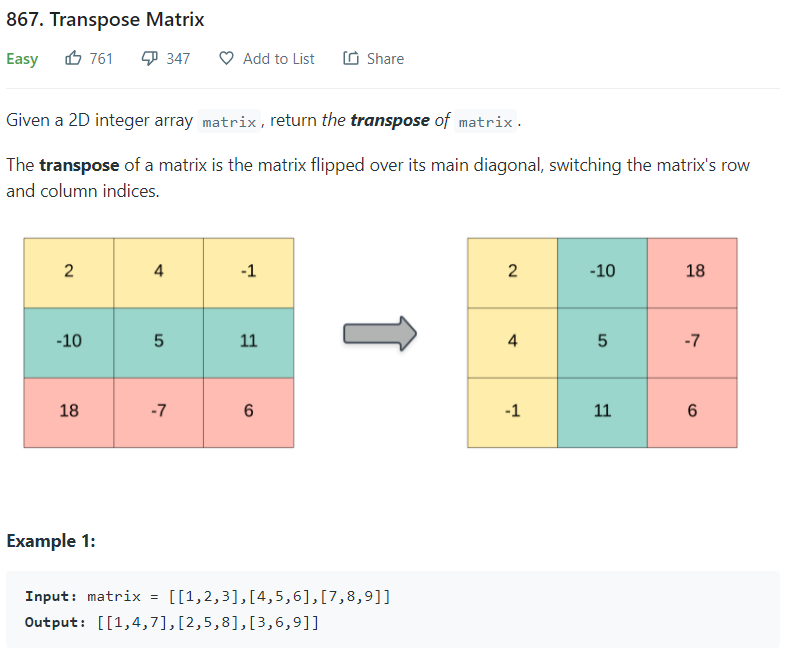 867. Transpose Matrix
Easy 761 347 Add to List Share
Given a 2D integer array matrix, return the transpose of matrix.
The transpose of a matrix is the matrix flipped over its main diagonal, switching the matrix's row
and column indices.
2 4 -1 2 -10 18
-10 5 11 4 5 -7
18 -7 6 -1 11 6
Example 1:
Input: matrix = [[1,2,3],[4,5,6],[7,8,9]]
Output: [[1,4,7],[2,5,8],[3,6,9]]